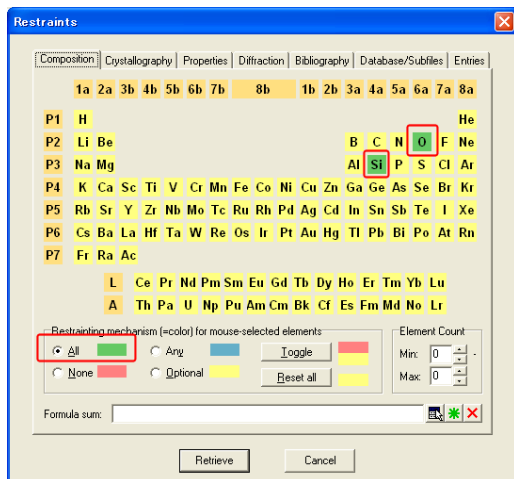 Restraints
Composition Crystallography Properties Diffraction Bibliography Database/Subfiles Entries
1a 2a 3b 4b 5b 6b 7b 8b 1b 2b 3a 4a 5a 6a 7a 8a
P1 H He
P2 Li Be B C N O F Ne
P3 Na Mg Al Si P S Cl Ar
P4 K Ca Sc Ti V Cr Mn Fe Co Ni Cu Zn Ga Ge As Se Br Kr
P5 Rb Sr Y Zr Nb Mo Tc Ru Rh Pd Ag Cd In Sn Sb Te I Xe
P6 Cs Ba La Hf Ta W Re Os Ir Pt Au Hg Tl Pb Bi Po At Rn
P7 Fr Ra Ac
L Ce Pr Nd Pm Sm Eu Gd Tb Dy Ho Er Tm Yb Lu
A Th Pa U Np Pu Am Cm Bk Cf Es Fm Md No Lr
Restrainting mechanism (=color) for mouse-selected elements Element Count
All Any Toggle Min: 0
None Optional Reset all Max: 0
Formula sum:
Retrieve Cancel